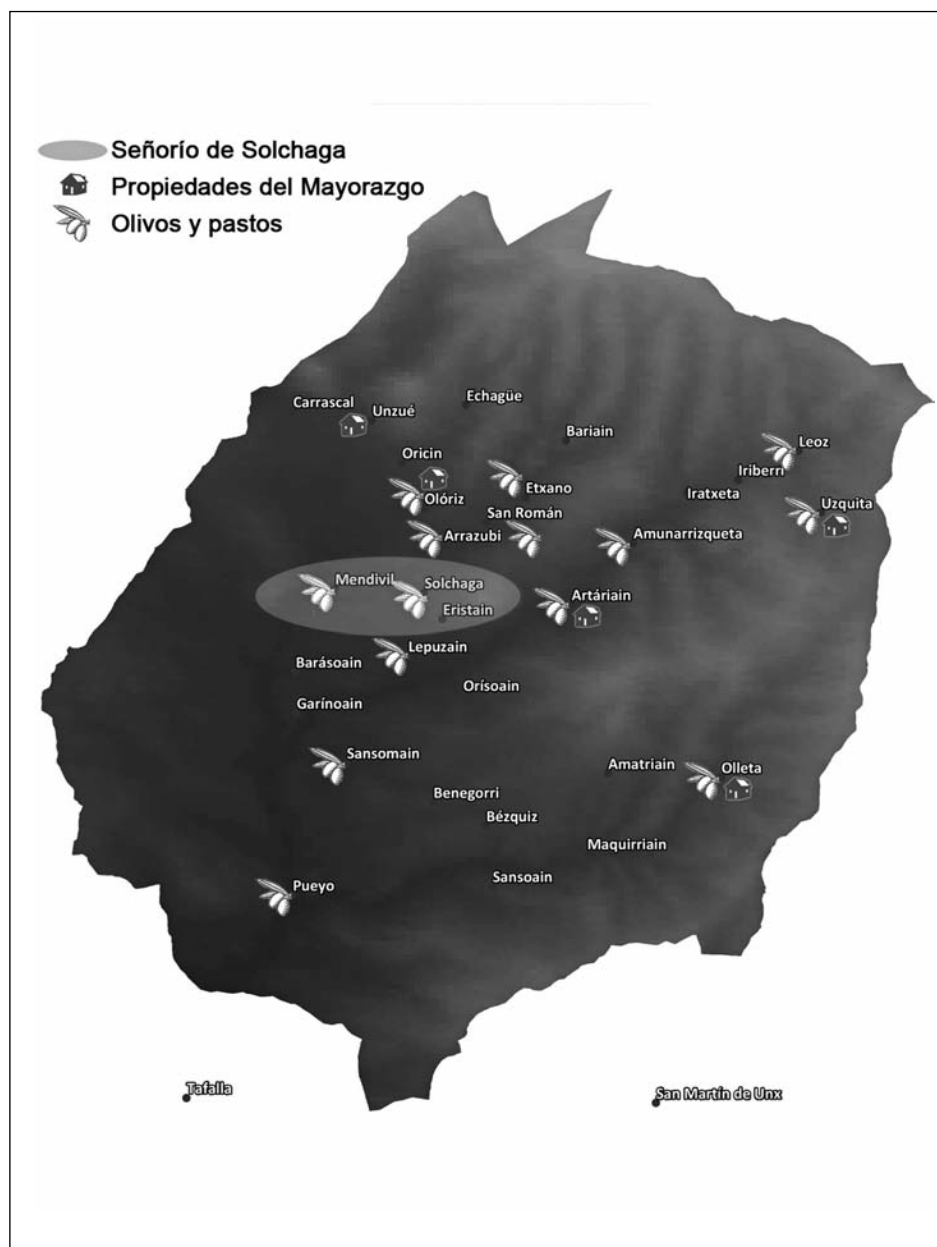 Señorío de Solchaga
Propiedades del Mayorazgo
Olivos y pastos
Echagüe
Carrascal
Unzué
Bariain
Leoz
Oricin
Iriberri
Etxano
Iratxeta
Olóriz
Uzquita
San Román
Arrazubi
Amunarrizqueta
Mendivil
Solchaga
Artáriain
Eristain
Lepuzain
Barásoain
Orísoain
Garínoain
Sansomain
Amatriain
Olleta
Benegorri
Bézquiz
Maquirriain
Sansoain
Pueyo
Tafalla
San Martín de Unx